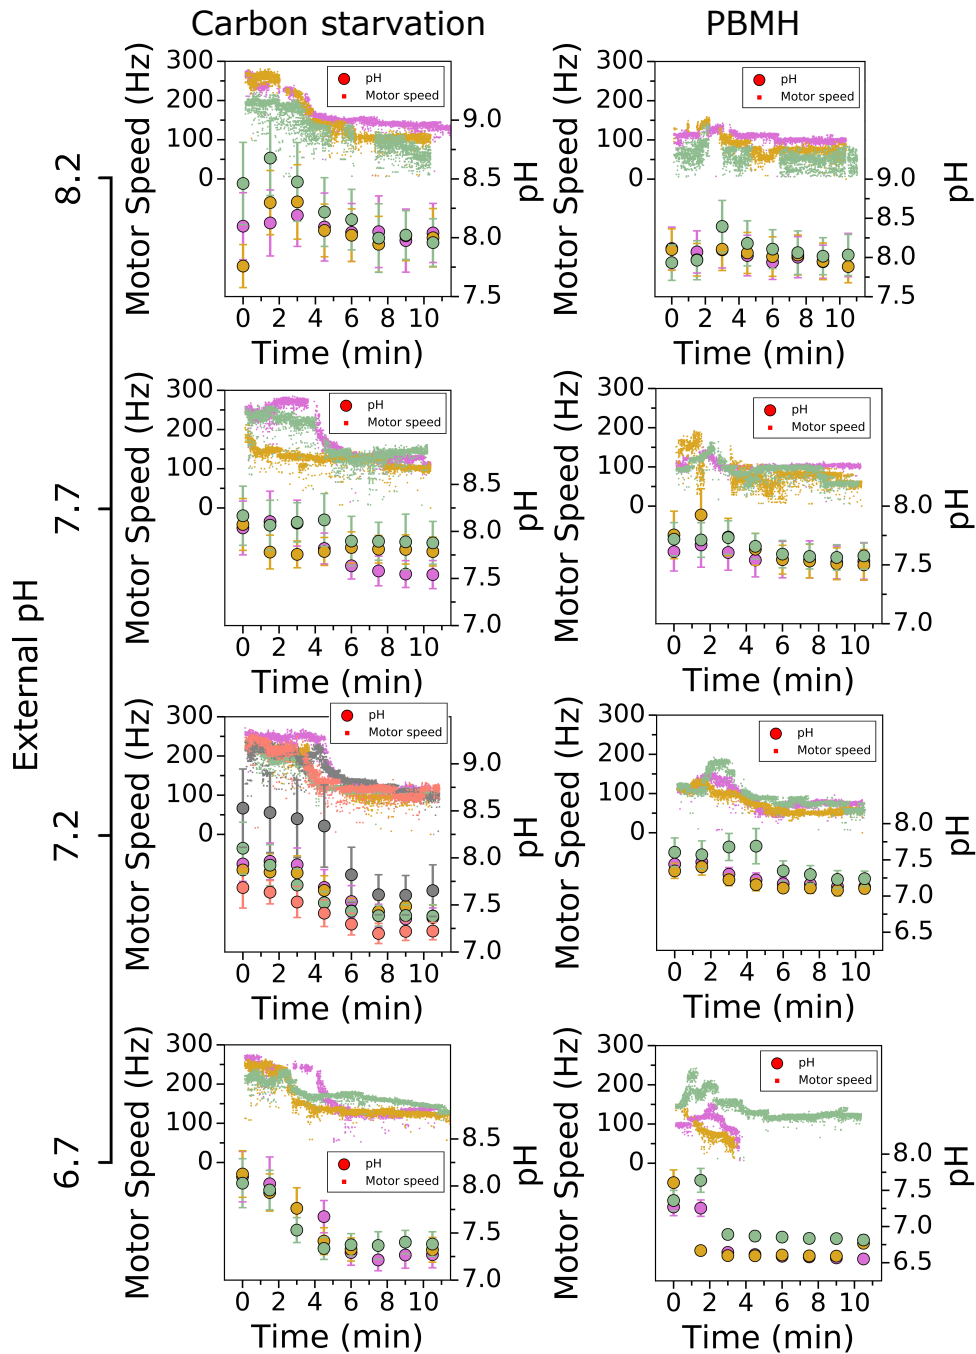 Carbon starvation
PBMH
External pH
8.2
7.7
7.2
6.7
Motor Speed (Hz)
300
200
100
0
pH
Motor speed
9.0
8.5
8.0
7.5
pH
0 2 4 6 8 10
Time (min)
Motor Speed (Hz)
300
200
100
0
pH
Motor speed
9.0
8.5
8.0
7.5
pH
0 2 4 6 8 10
Time (min)
Motor Speed (Hz)
300
200
100
0
pH
Motor speed
8.5
8.0
7.5
7.0
pH
0 2 4 6 8 10
Time (min)
Motor Speed (Hz)
300
200
100
0
pH
Motor speed
8.0
7.5
7.0
pH
0 2 4 6 8 10
Time (min)
Motor Speed (Hz)
300
200
100
0
pH
Motor speed
9.0
8.5
8.0
7.5
7.0
pH
0 2 4 6 8 10
Time (min)
Motor Speed (Hz)
300
200
100
0
pH
Motor speed
8.0
7.5
7.0
6.5
pH
0 2 4 6 8 10
Time (min)
Motor Speed (Hz)
300
200
100
0
pH
Motor speed
8.5
8.0
7.5
7.0
pH
0 2 4 6 8 10
Time (min)
Motor Speed (Hz)
300
200
100
0
pH
Motor speed
8.0
7.5
7.0
6.5
pH
0 2 4 6 8 10
Time (min)